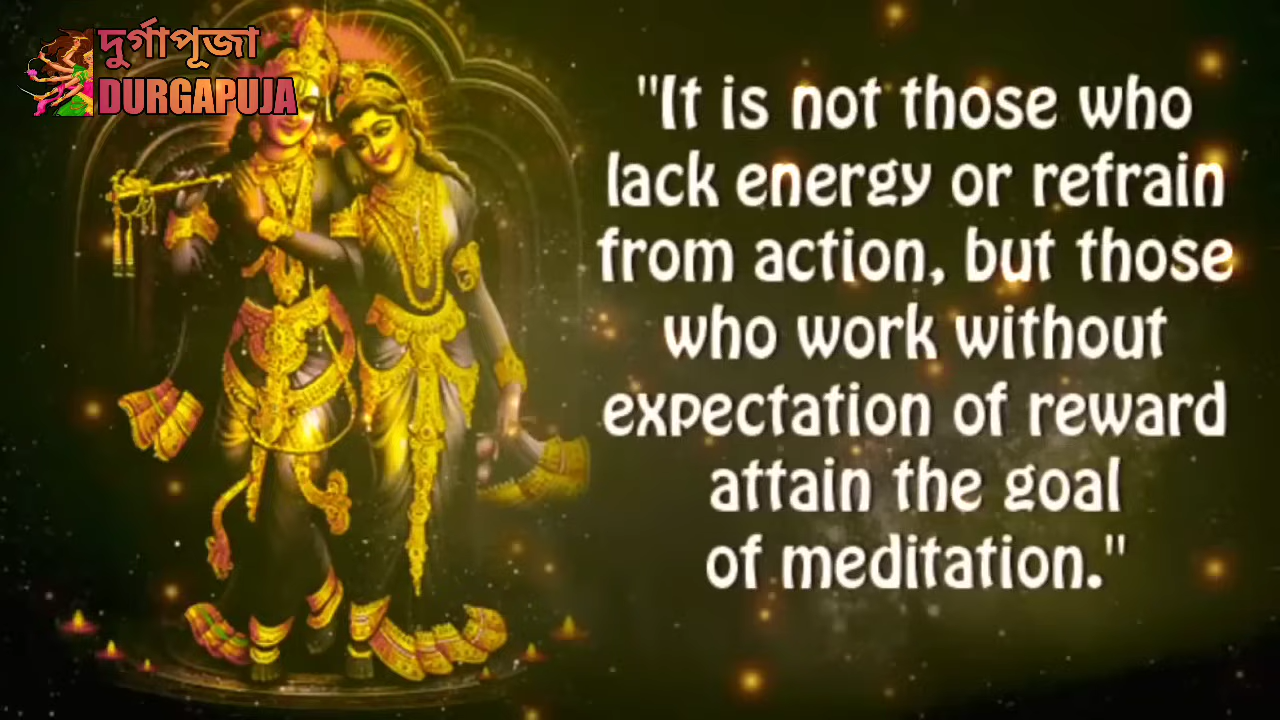 দুর্গাপূজা
DURGAPUJA
"It is not those who
lack energy or refrain
from action, but those
who work without
expectation of reward
attain the goal
of meditation."